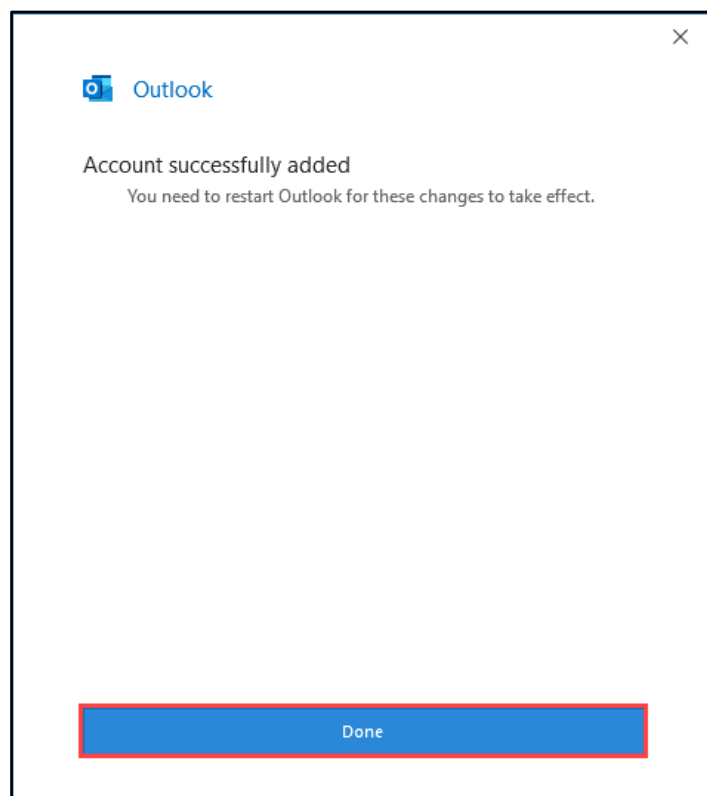 Outlook
Account successfully added
You need to restart Outlook for these changes to take effect.
Done